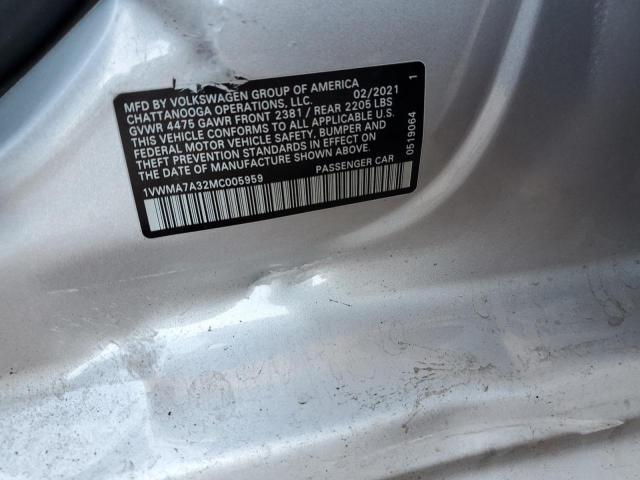 MFD BY VOLKSWAGEN GROUP OF AMERICA
CHATTANOOGA OPERATIONS, LLC. 02/2021
GVWR 4475 GAWR FRONT 2381 / REAR 2205 LBS
THIS VEHICLE CONFORMS TO ALL APPLICABLE U.S.
FEDERAL MOTOR VEHICLE SAFETY, BUMPER AND
THEFT PREVENTION STANDARDS IN EFFECT ON
THE DATE OF MANUFACTURE SHOWN ABOVE.
1VWMA7A32MC005959 PASSENGER CAR
0519064 1